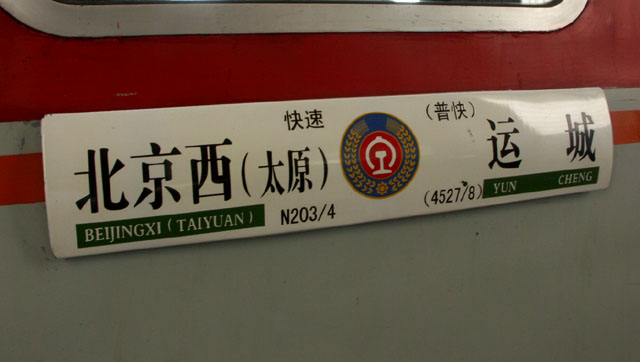 快速
(普快)
北京西(太原)
运城
BEIJINGXI(TAIYUAN)
N203/4
(4527/8)
YUN CHENG